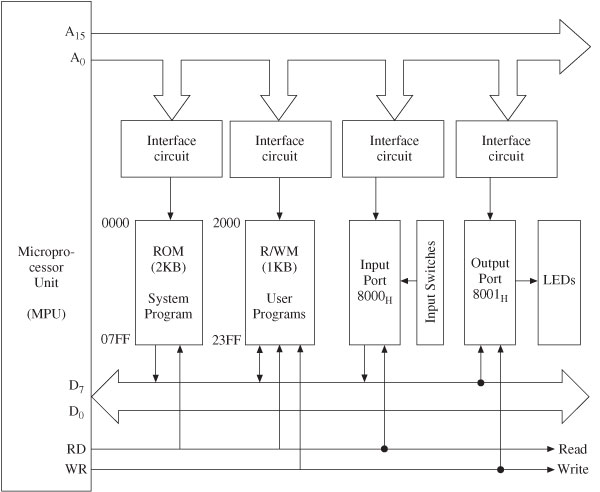 A15
A0
Interface
circuit
Interface
circuit
Interface
circuit
Interface
circuit
Micropro-
cessor
Unit
(MPU)
0000
ROM
(2KB)
System
Program
07FF
2000
R/WM
(1KB)
User
Programs
23FF
Input
Port
8000H
Input Switches
Output
Port
8001H
LEDs
D7
D0
RD
Read
WR
Write